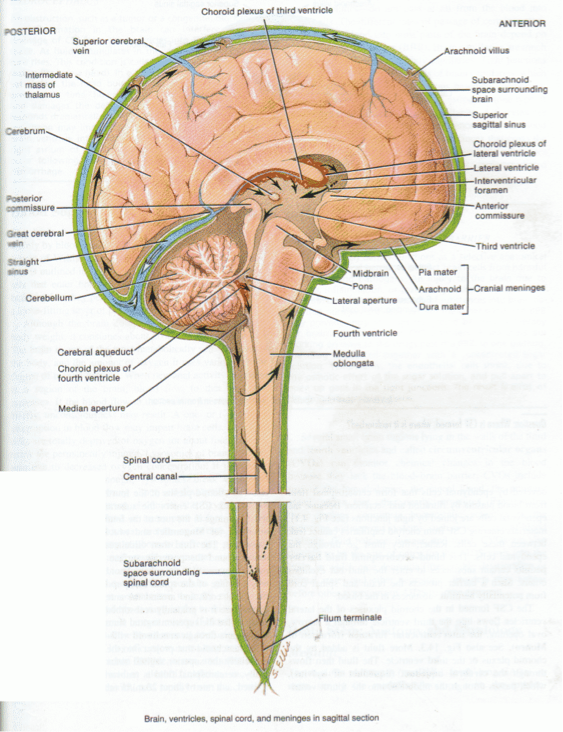 Choroid plexus of third ventricle
POSTERIOR
ANTERIOR
Superior cerebral
vein
Arachnoid villus
Intermediate
mass of
thalamus
Subarachnoid
space surrounding
brain
Superior
sagittal sinus
Cerebrum
Choroid plexus of
lateral ventricle
Lateral ventricle
Interventricular
foramen
Posterior
commissure
Anterior
commissure
Great cerebral
vein
Third ventricle
Straight
sinus
Midbrain
Pons
Lateral aperture
Pia mater
Arachnoid
Dura mater
Cranial meninges
Cerebellum
Fourth ventricle
Cerebral aqueduct
Choroid plexus of
fourth ventricle
Medulla
oblongata
Median aperture
Spinal cord
Central canal
Subarachnoid
space surrounding
spinal cord
Filum terminale
S. Ellis
Brain, ventricles, spinal cord, and meninges in sagittal section